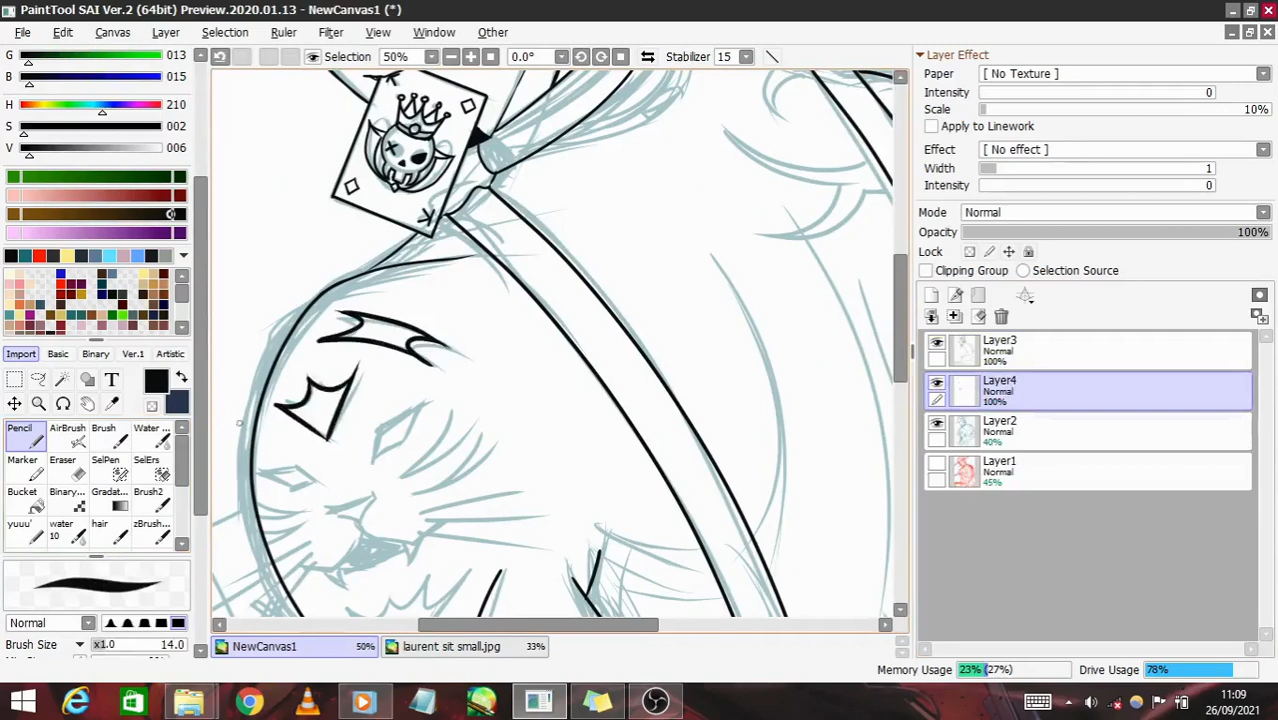 PaintTool SAI Ver.2 (64bit) Preview.2020.01.13 - NewCanvas1 (*)
File Edit Canvas Layer Selection Ruler Filter View Window Other
G 013
B 015
H 210
S 002
V 006
Import Basic Binary Ver.1 Artistic
Pencil AirBrush Brush Water ...
Marker Eraser SelPen SelErs
Bucket Binary... Gradat... Brush2
yuuu' water 10 hair zBrush...
Normal
Brush Size x1.0 14.0
Selection 50% 0.0° Stabilizer 15
NewCanvas1 50% laurent sit small.jpg 33%
Layer Effect
Paper [ No Texture ]
Intensity 0
Scale 10%
Apply to Linework
Effect [ No effect ]
Width 1
Intensity 0
Mode Normal
Opacity 100%
Lock
Clipping Group Selection Source
Layer3
Normal
100%
Layer4
Normal
100%
Layer2
Normal
40%
Layer1
Normal
45%
Memory Usage 23% (27%) Drive Usage 78%
11:09
26/09/2021